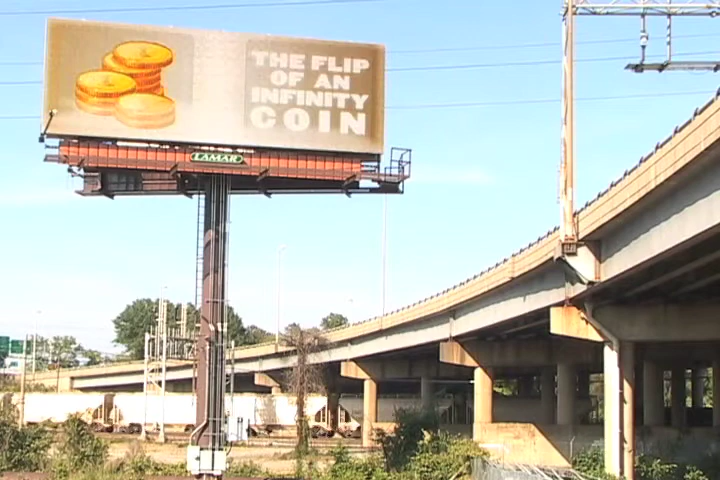 THE FLIP
OF AN
INFINITY
COIN
LAMAR